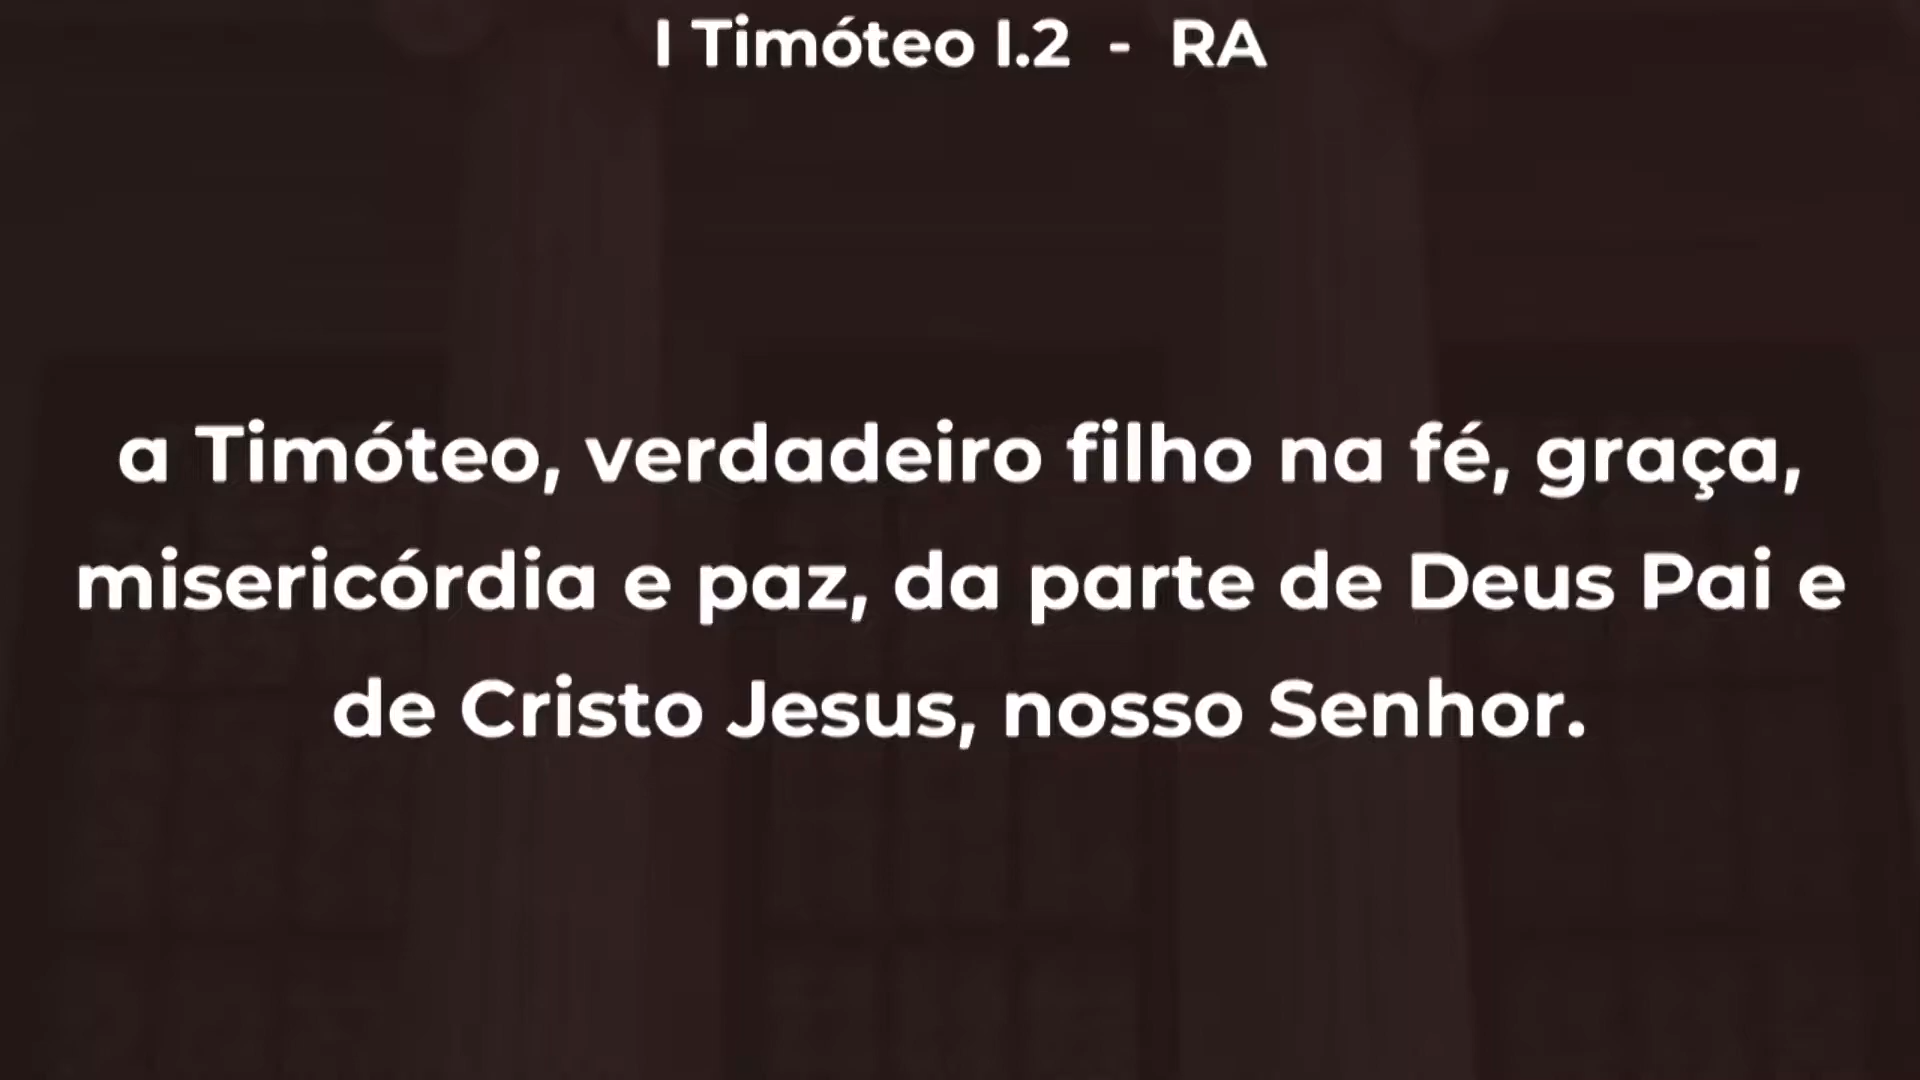 I Timóteo I.2 - RA
a Timóteo, verdadeiro filho na fé, graça,
misericórdia e paz, da parte de Deus Pai e
de Cristo Jesus, nosso Senhor.